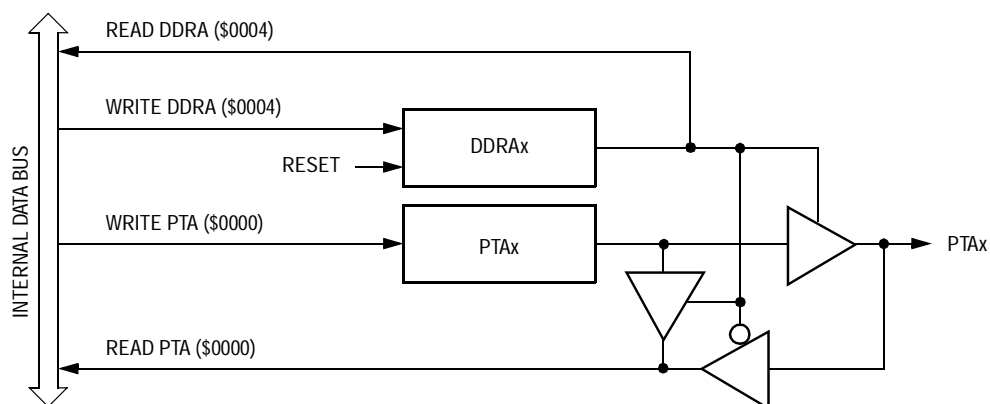 READ DDRA ($0004)
WRITE DDRA ($0004)
DDRAx
RESET
INTERNAL DATA BUS
WRITE PTA ($0000)
PTAx
PTAx
READ PTA ($0000)